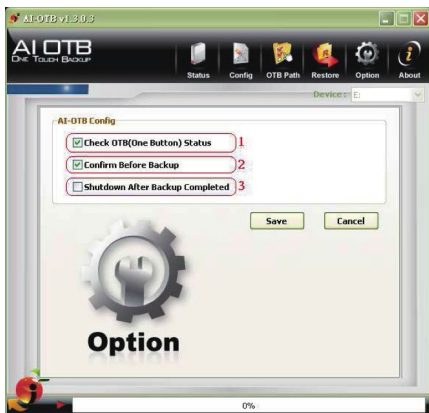 AI-OTB v1.3.0.3
AI OTB
ONE TOUCH BACKUP
Status Config OTB Path Restore Option About
Device: E:
AI-OTB Config
Check OTB(One Button) Status 1
Confirm Before Backup 2
Shutdown After Backup Completed 3
Save Cancel
Option
0%